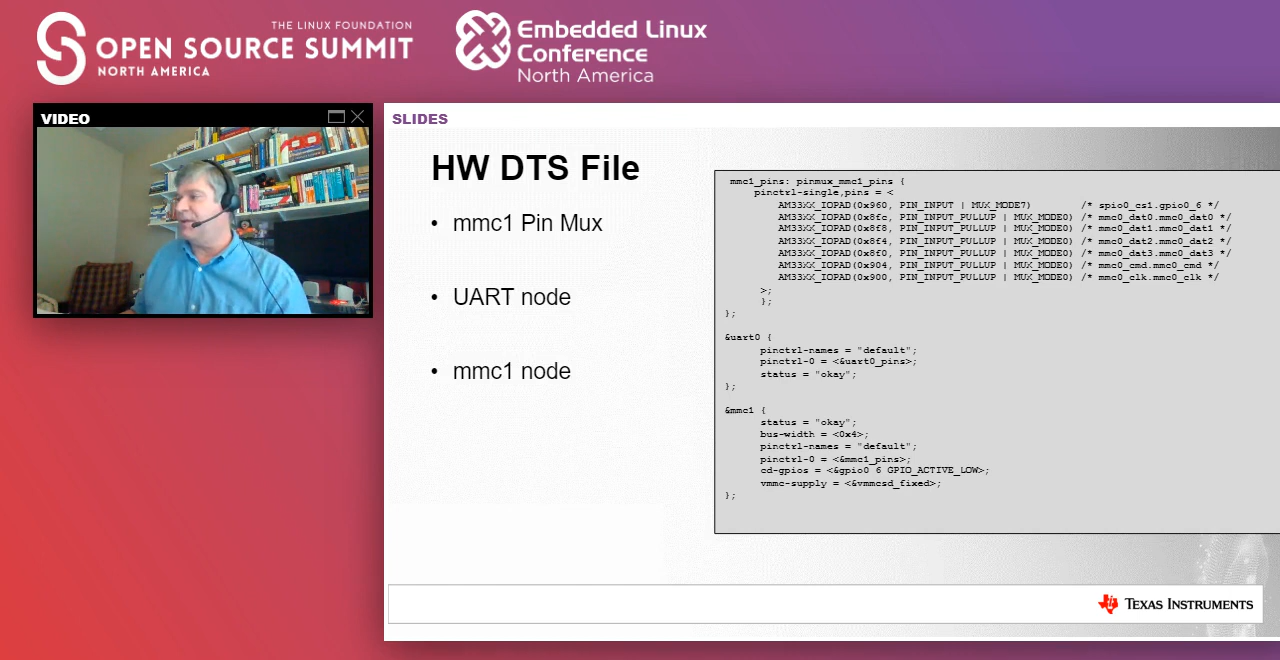 THE LINUX FOUNDATION
OPEN SOURCE SUMMIT
NORTH AMERICA
Embedded Linux
Conference
North America
VIDEO
SLIDES
HW DTS File
• mmc1 Pin Mux
• UART node
• mmc1 node
mmc1_pins: pinmux_mmc1_pins {
pinctrl-single,pins = <
AM33XX_IOPAD(0x960, PIN_INPUT | MUX_MODE7) /* spio0_cs1.gpio0_6 */
AM33XX_IOPAD(0x8fc, PIN_INPUT_PULLUP | MUX_MODE0) /* mmc0_dat0.mmc0_dat0 */
AM33XX_IOPAD(0x8f8, PIN_INPUT_PULLUP | MUX_MODE0) /* mmc0_dat1.mmc0_dat1 */
AM33XX_IOPAD(0x8f4, PIN_INPUT_PULLUP | MUX_MODE0) /* mmc0_dat2.mmc0_dat2 */
AM33XX_IOPAD(0x8f0, PIN_INPUT_PULLUP | MUX_MODE0) /* mmc0_dat3.mmc0_dat3 */
AM33XX_IOPAD(0x904, PIN_INPUT_PULLUP | MUX_MODE0) /* mmc0_cmd.mmc0_cmd */
AM33XX_IOPAD(0x900, PIN_INPUT_PULLUP | MUX_MODE0) /* mmc0_clk.mmc0_clk */
>;
};
};
&uart0 {
pinctrl-names = "default";
pinctrl-0 = <&uart0_pins>;
status = "okay";
};
&mmc1 {
status = "okay";
bus-width = <0x4>;
pinctrl-names = "default";
pinctrl-0 = <&mmc1_pins>;
cd-gpios = <&gpio0 6 GPIO_ACTIVE_LOW>;
vmmc-supply = <&vmmcsd_fixed>;
};
TEXAS INSTRUMENTS